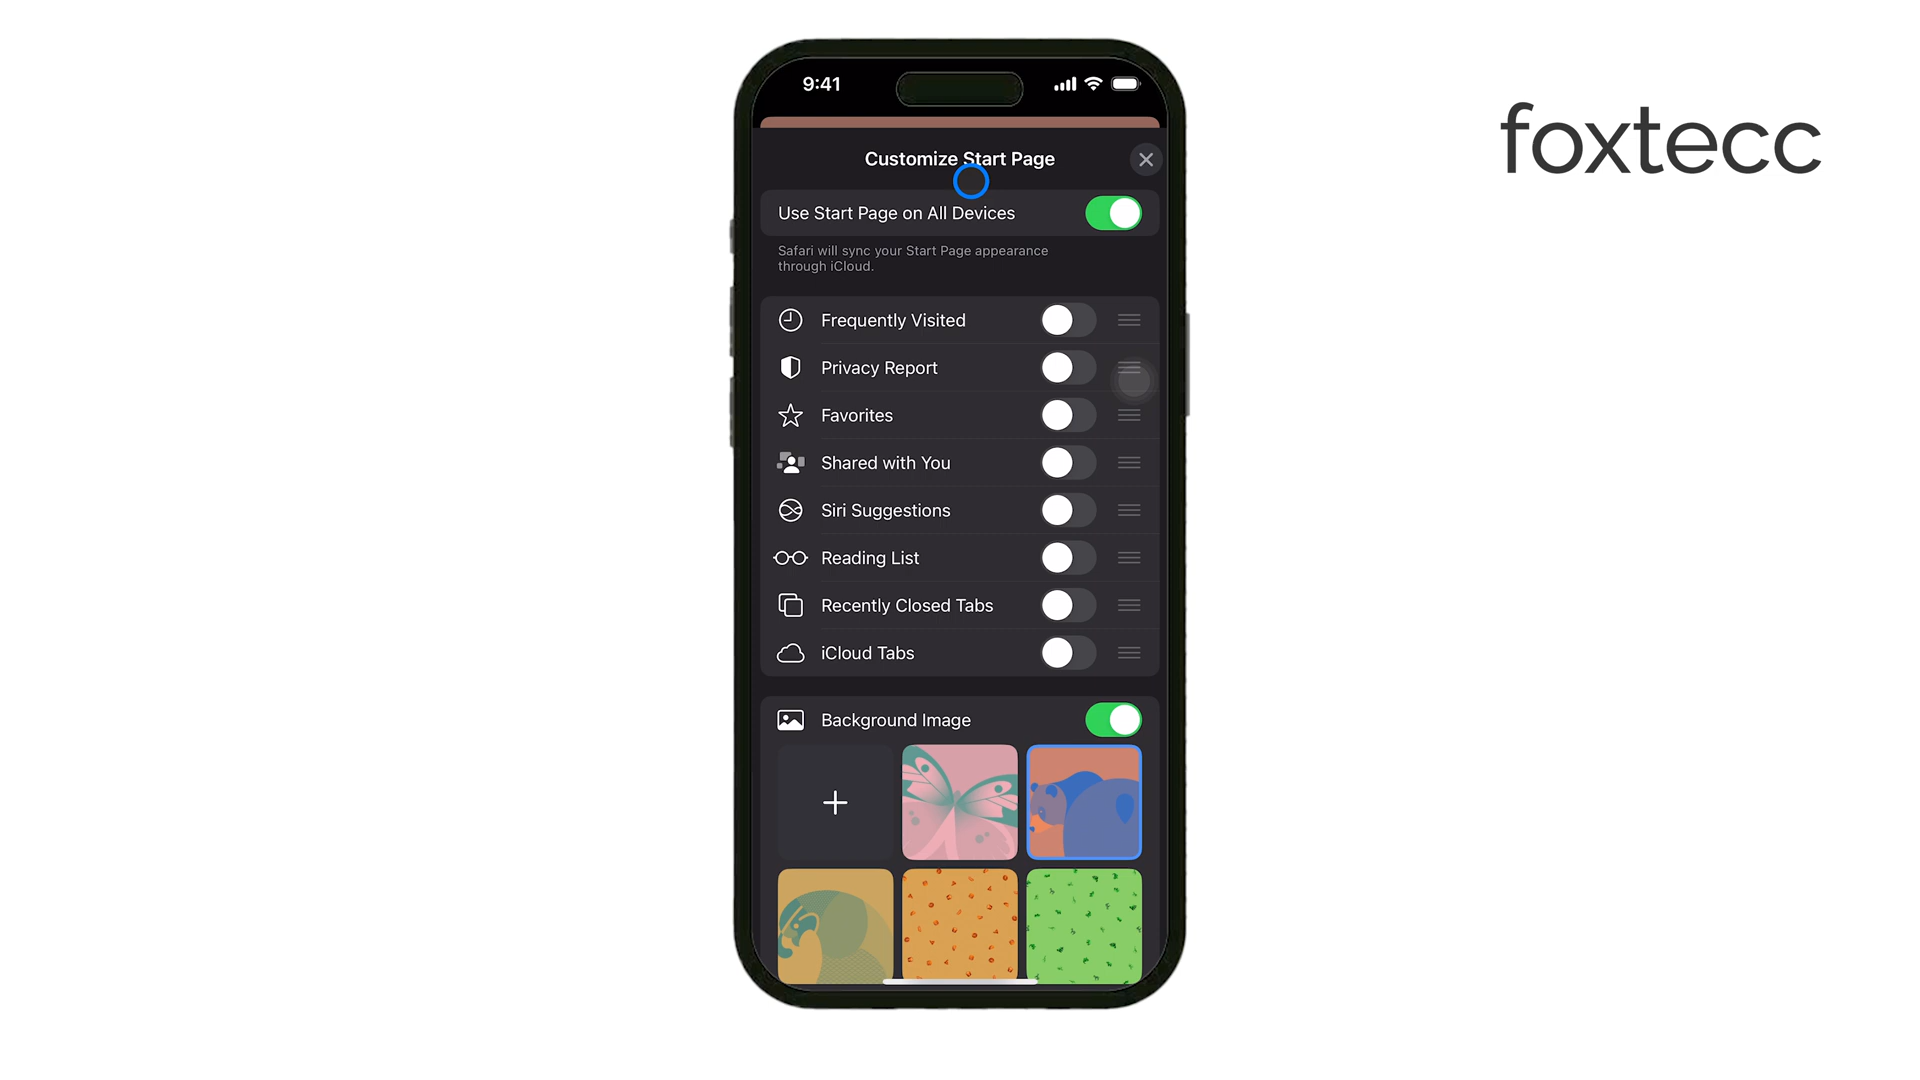 9:41
foxtecc
Customize Start Page
Use Start Page on All Devices
Safari will sync your Start Page appearance
through iCloud.
Frequently Visited
Privacy Report
Favorites
Shared with You
Siri Suggestions
Reading List
Recently Closed Tabs
iCloud Tabs
Background Image